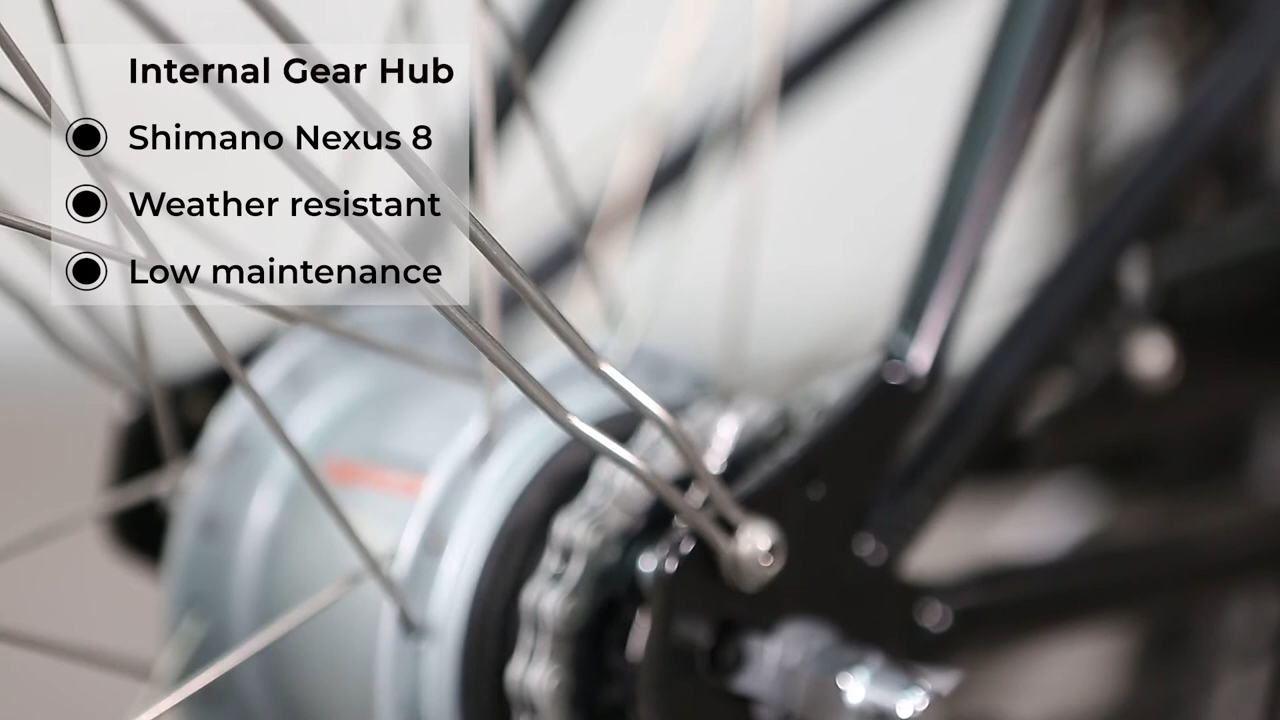 Internal Gear Hub
Shimano Nexus 8
Weather resistant
Low maintenance